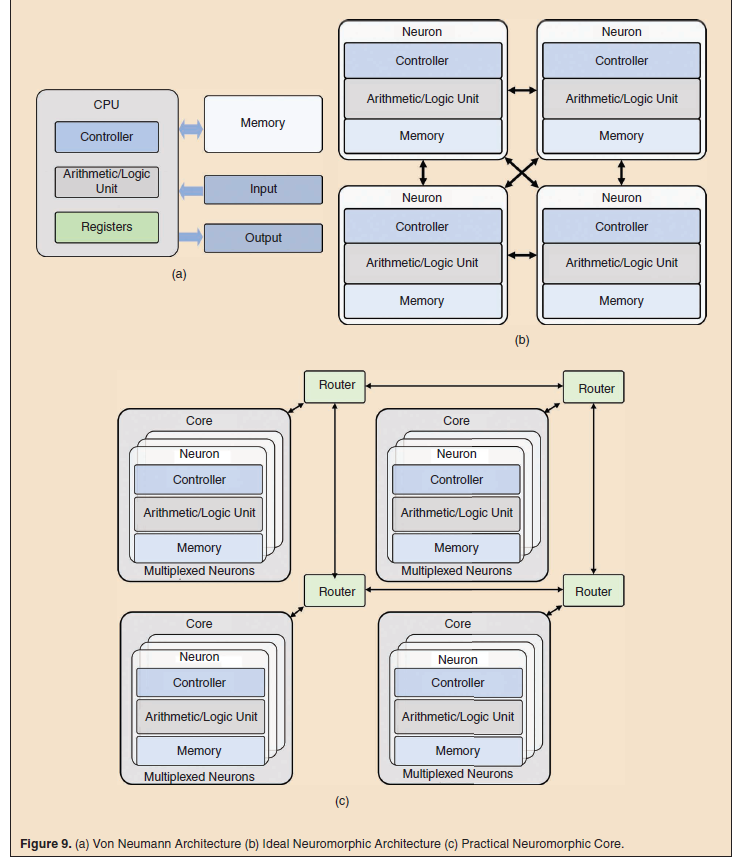 CPU
Controller
Arithmetic/Logic
Unit
Registers
Memory
Input
Output
(a)
Neuron
Controller
Arithmetic/Logic Unit
Memory
Neuron
Controller
Arithmetic/Logic Unit
Memory
Neuron
Controller
Arithmetic/Logic Unit
Memory
Neuron
Controller
Arithmetic/Logic Unit
Memory
(b)
Router
Router
Core
Neuron
Controller
Arithmetic/Logic Unit
Memory
Multiplexed Neurons
Core
Neuron
Controller
Arithmetic/Logic Unit
Memory
Multiplexed Neurons
Router
Router
Core
Neuron
Controller
Arithmetic/Logic Unit
Memory
Multiplexed Neurons
Core
Neuron
Controller
Arithmetic/Logic Unit
Memory
Multiplexed Neurons
(c)
Figure 9. (a) Von Neumann Architecture (b) Ideal Neuromorphic Architecture (c) Practical Neuromorphic Core.